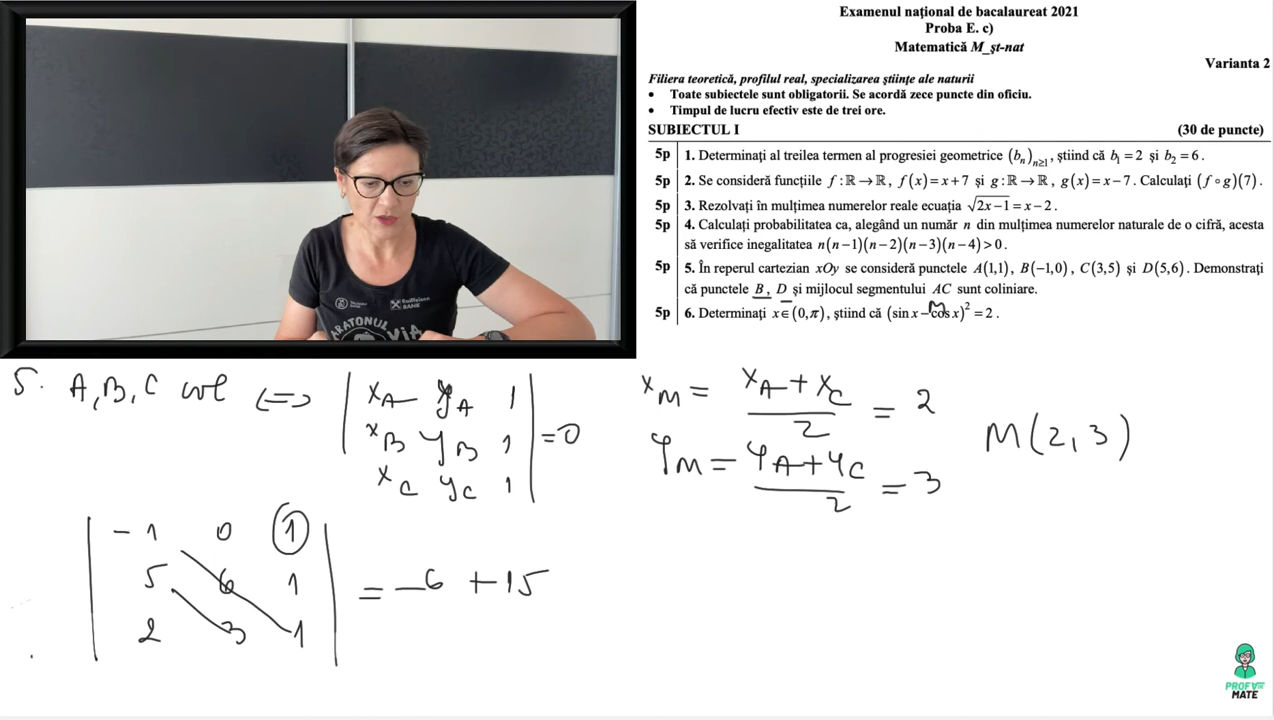 Examenul național de bacalaureat 2021
Proba E. c)
Matematică M_șt-nat
Varianta 2
Filiera teoretică, profilul real, specializarea științe ale naturii
• Toate subiectele sunt obligatorii. Se acordă zece puncte din oficiu.
• Timpul de lucru efectiv este de trei ore.
SUBIECTUL I (30 de puncte)
5p 1. Determinați al treilea termen al progresiei geometrice (bₙ)ₙ≥₁, știind că b₁ = 2 și b₂ = 6.
5p 2. Se consideră funcțiile f : ℝ → ℝ, f(x) = x + 7 și g : ℝ → ℝ, g(x) = x − 7. Calculați (f ∘ g)(7).
5p 3. Rezolvați în mulțimea numerelor reale ecuația √(2x−1) = x − 2.
5p 4. Calculați probabilitatea ca, alegând un număr n din mulțimea numerelor naturale de o cifră, acesta
să verifice inegalitatea n(n−1)(n−2)(n−3)(n−4) > 0.
5p 5. În reperul cartezian xOy se consideră punctele A(1,1), B(−1,0), C(3,5) și D(5,6). Demonstrați
că punctele B, D și mijlocul segmentului AC sunt coliniare.
M
5p 6. Determinați x ∈ (0,π), știind că (sin x − cos x)² = 2.
RATONUL
VIA
Raiffeisen
BANK
5. A, B, C col ⇔ | x_A y_A 1 |
| x_B y_B 1 | = 0
| x_C y_C 1 |
x_M = (x_A + x_C)/2 = 2
y_M = (y_A + y_C)/2 = 3
M(2, 3)
| −1 0 1 |
| 5 6 1 | = −6 + 15
| 2 3 1 |
PROFA
MATE